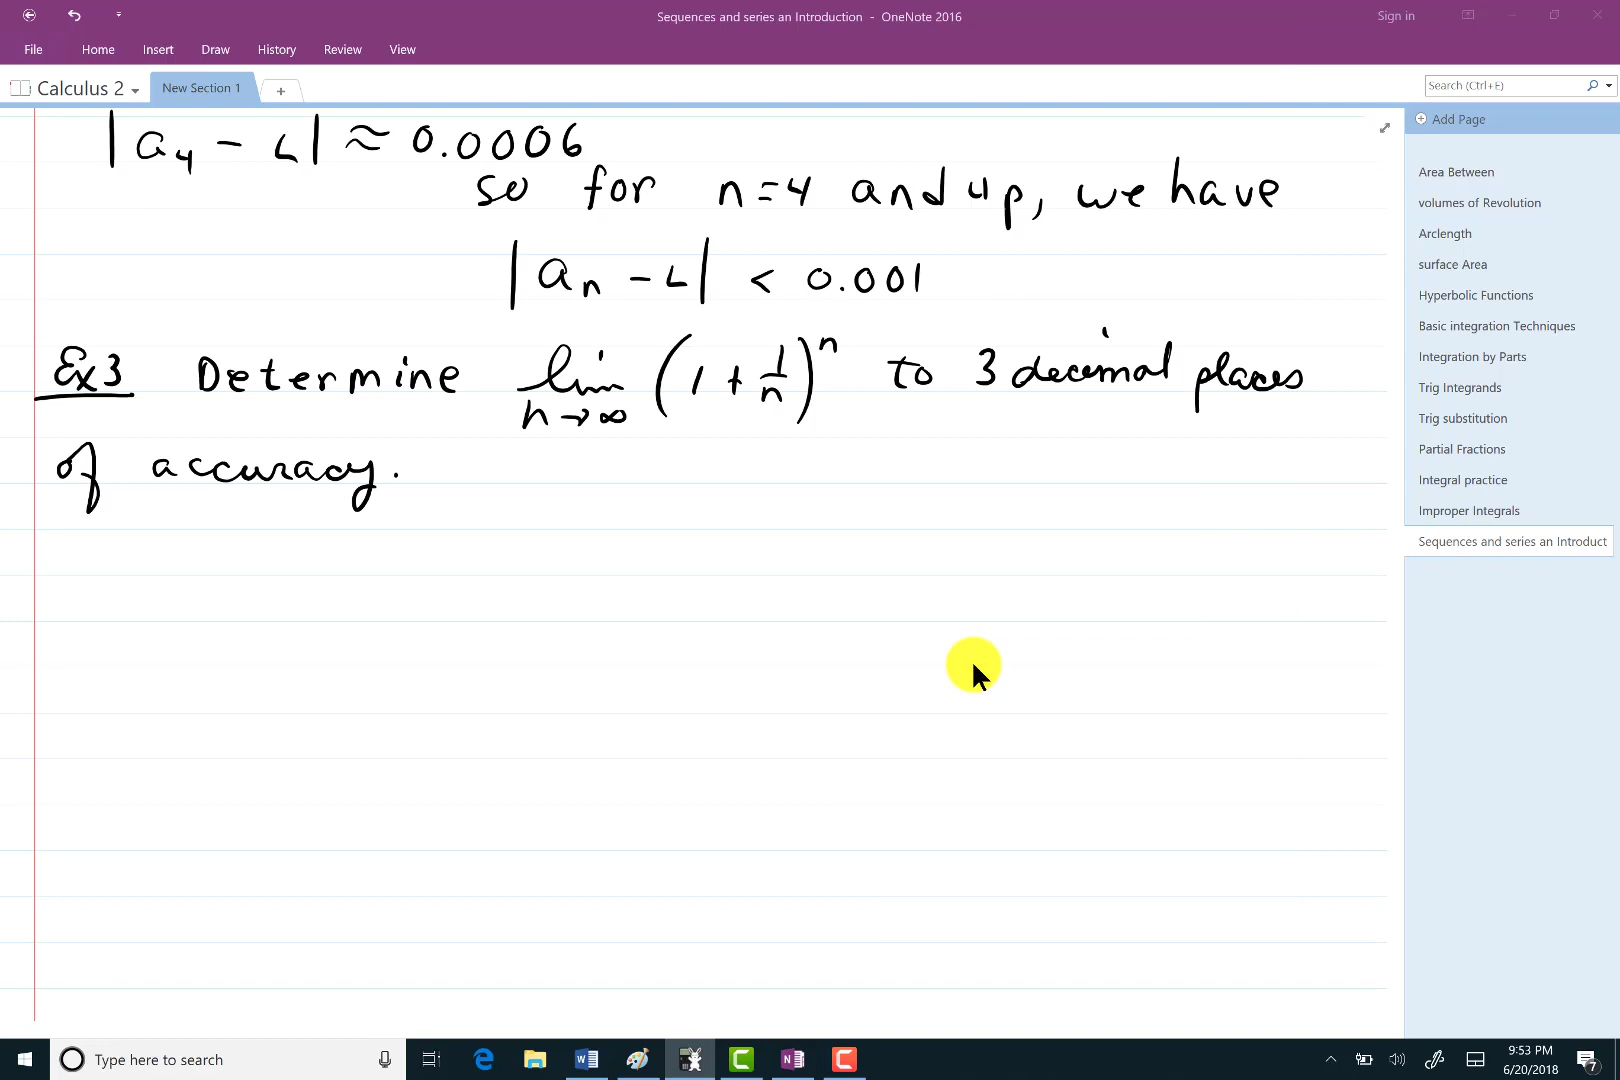 Sequences and series an Introduction - OneNote 2016
Sign in
File Home Insert Draw History Review View
Calculus 2 New Section 1 +
Search (Ctrl+E)
Add Page
|a₄ - L| ≈ 0.0006
so for n=4 and up, we have
|aₙ - L| < 0.001
Ex3 Determine lim n→∞ (1 + 1/n)ⁿ to 3 decimal places
of accuracy.
Area Between
volumes of Revolution
Arclength
surface Area
Hyperbolic Functions
Basic integration Techniques
Integration by Parts
Trig Integrands
Trig substitution
Partial Fractions
Integral practice
Improper Integrals
Sequences and series an Introduct
Type here to search
9:53 PM
6/20/2018
7